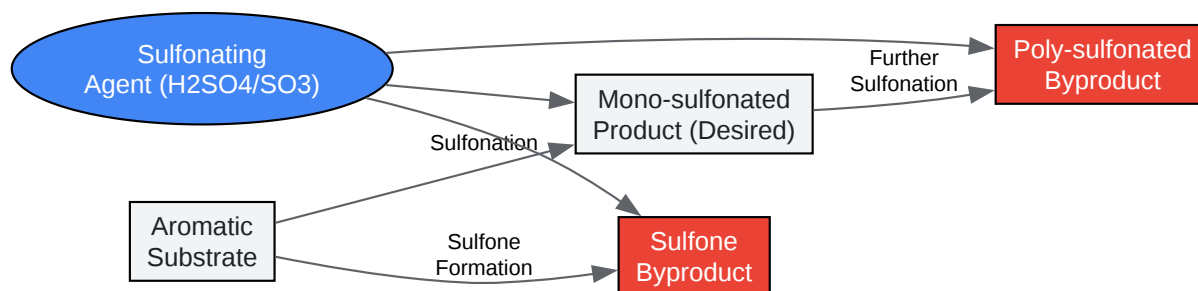 Sulfonating
Agent (H2SO4/SO3)
Further
Sulfonation
Poly-sulfonated
Byproduct
Mono-sulfonated
Product (Desired)
Sulfonation
Aromatic
Substrate
Sulfone
Formation
Sulfone
Byproduct